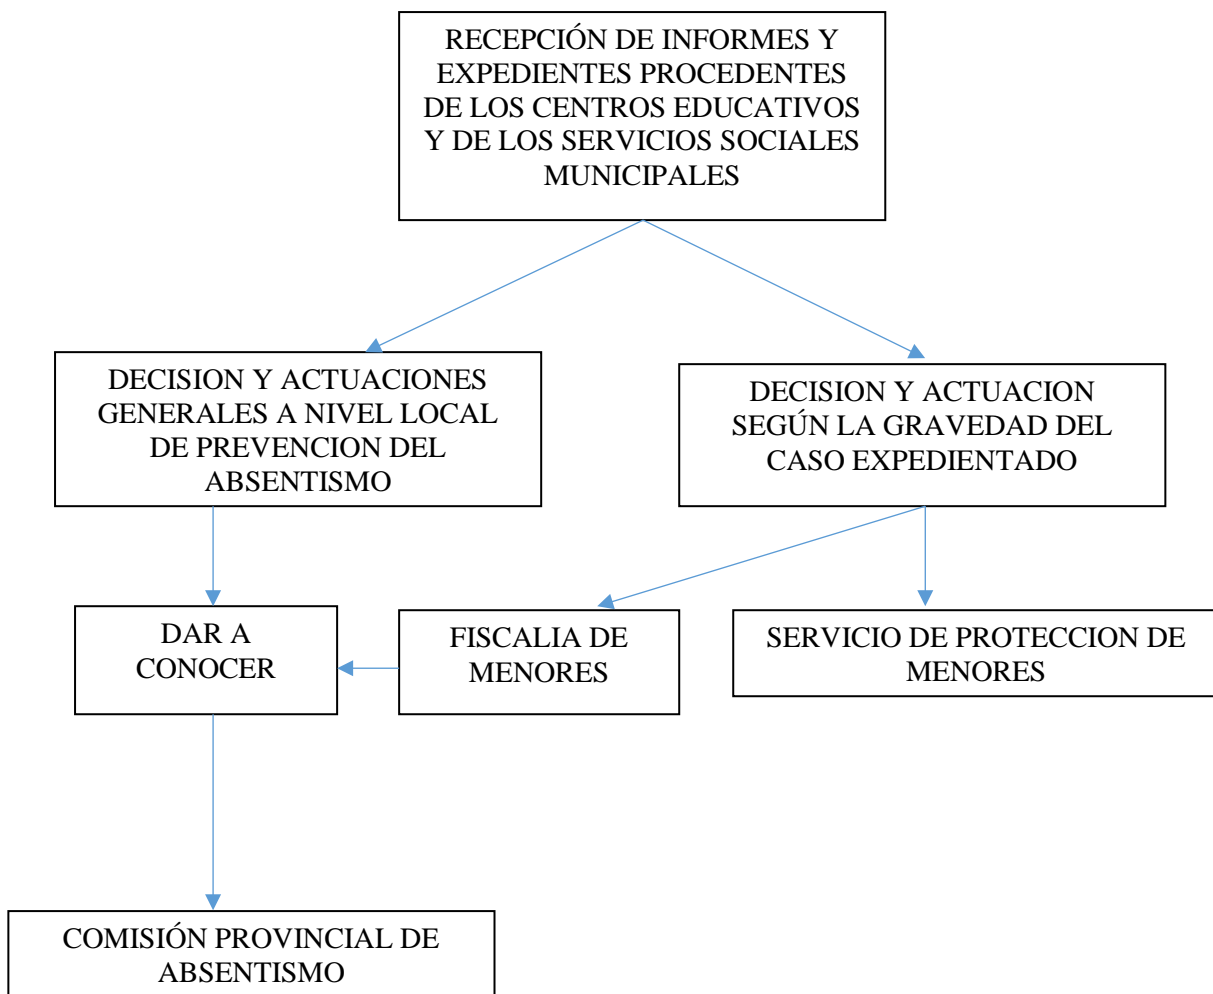 RECEPCIÓN DE INFORMES Y
EXPEDIENTES PROCEDENTES
DE LOS CENTROS EDUCATIVOS
Y DE LOS SERVICIOS SOCIALES
MUNICIPALES
DECISION Y ACTUACIONES
GENERALES A NIVEL LOCAL
DE PREVENCION DEL
ABSENTISMO
DECISION Y ACTUACION
SEGÚN LA GRAVEDAD DEL
CASO EXPEDIENTADO
DAR A
CONOCER
FISCALIA DE
MENORES
SERVICIO DE PROTECCION DE
MENORES
COMISIÓN PROVINCIAL DE
ABSENTISMO